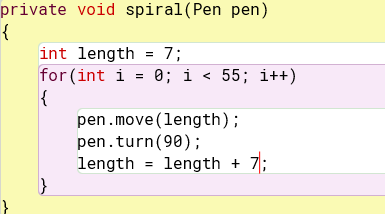 private void spiral(Pen pen)
{
int length = 7;
for(int i = 0; i < 55; i++)
{
pen.move(length);
pen.turn(90);
length = length + 7;
}
}